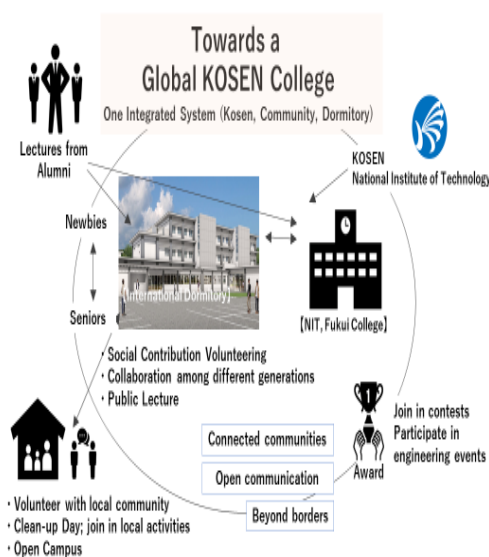 Towards a
Global KOSEN College
One Integrated System (Kosen, Community, Dormitory)
Lectures from
Alumni
KOSEN
National Institute of Technology
Newbies
Seniors
【International Dormitory】
【NIT, Fukui College】
・Social Contribution Volunteering
・Collaboration among different generations
・Public Lecture
1
Award
Join in contests
Participate in
engineering events
Connected communities
Open communication
Beyond borders
・Volunteer with local community
・Clean-up Day; join in local activities
・Open Campus